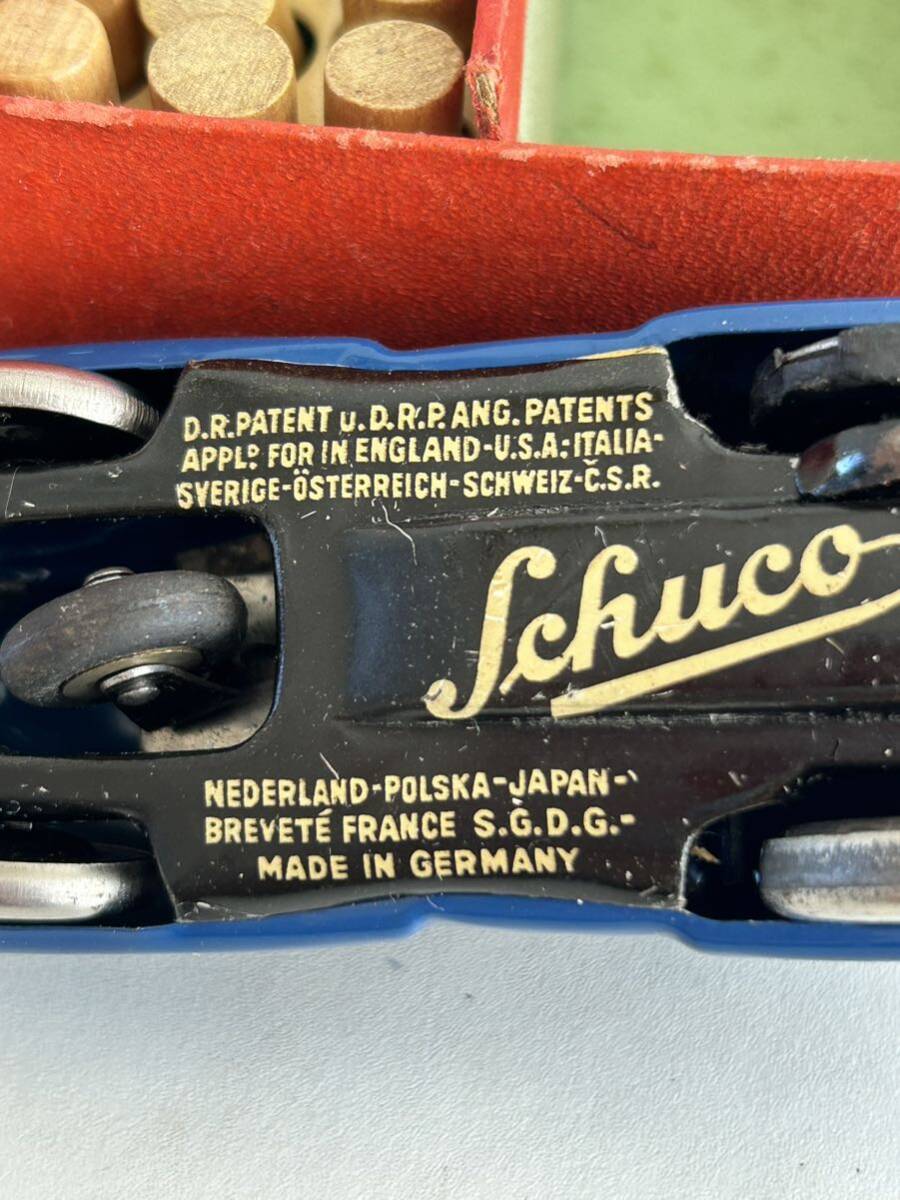 D.R.PATENT u.D.R.P. ANG. PATENTS
APPLD FOR IN ENGLAND-U.S.A.-ITALIA-
SVERIGE-ÖSTERREICH-SCHWEIZ-Č.S.R.
Schuco
NEDERLAND-POLSKA-JAPAN-
BREVETÉ FRANCE S.G.D.G.-
MADE IN GERMANY